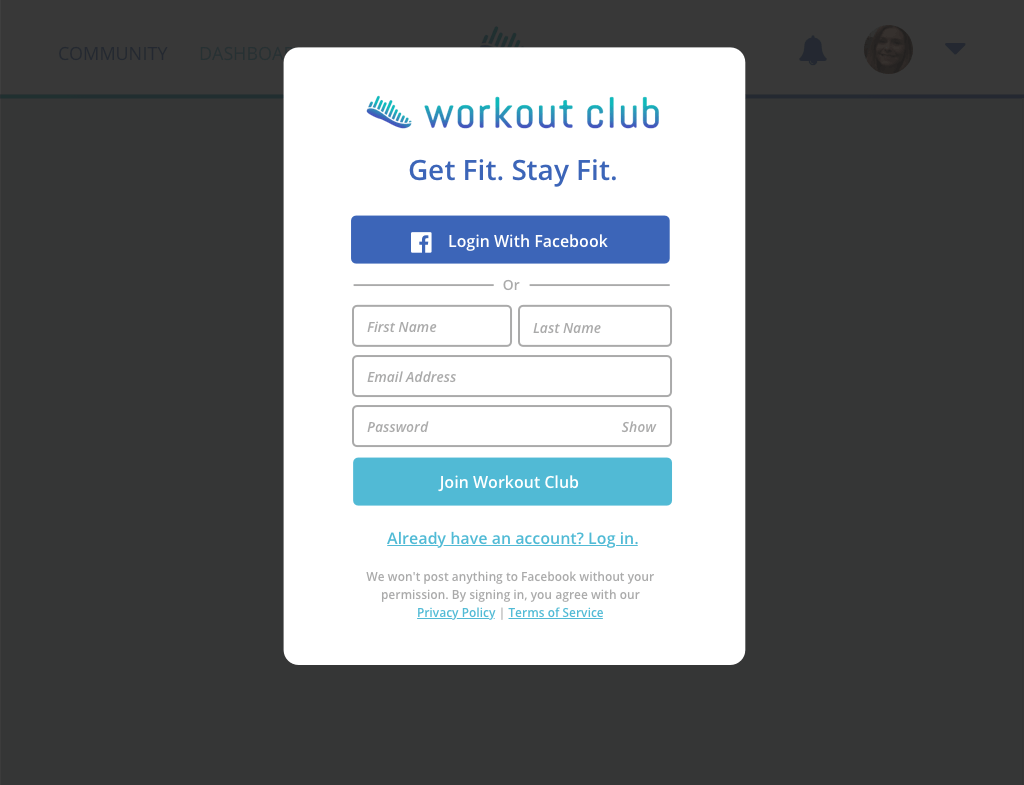 COMMUNITY
workout club
Get Fit. Stay Fit.
Login With Facebook
Or
First Name
Last Name
Email Address
Password
Show
Join Workout Club
Already have an account? Log in.
We won't post anything to Facebook without your
permission. By signing in, you agree with our
Privacy Policy | Terms of Service